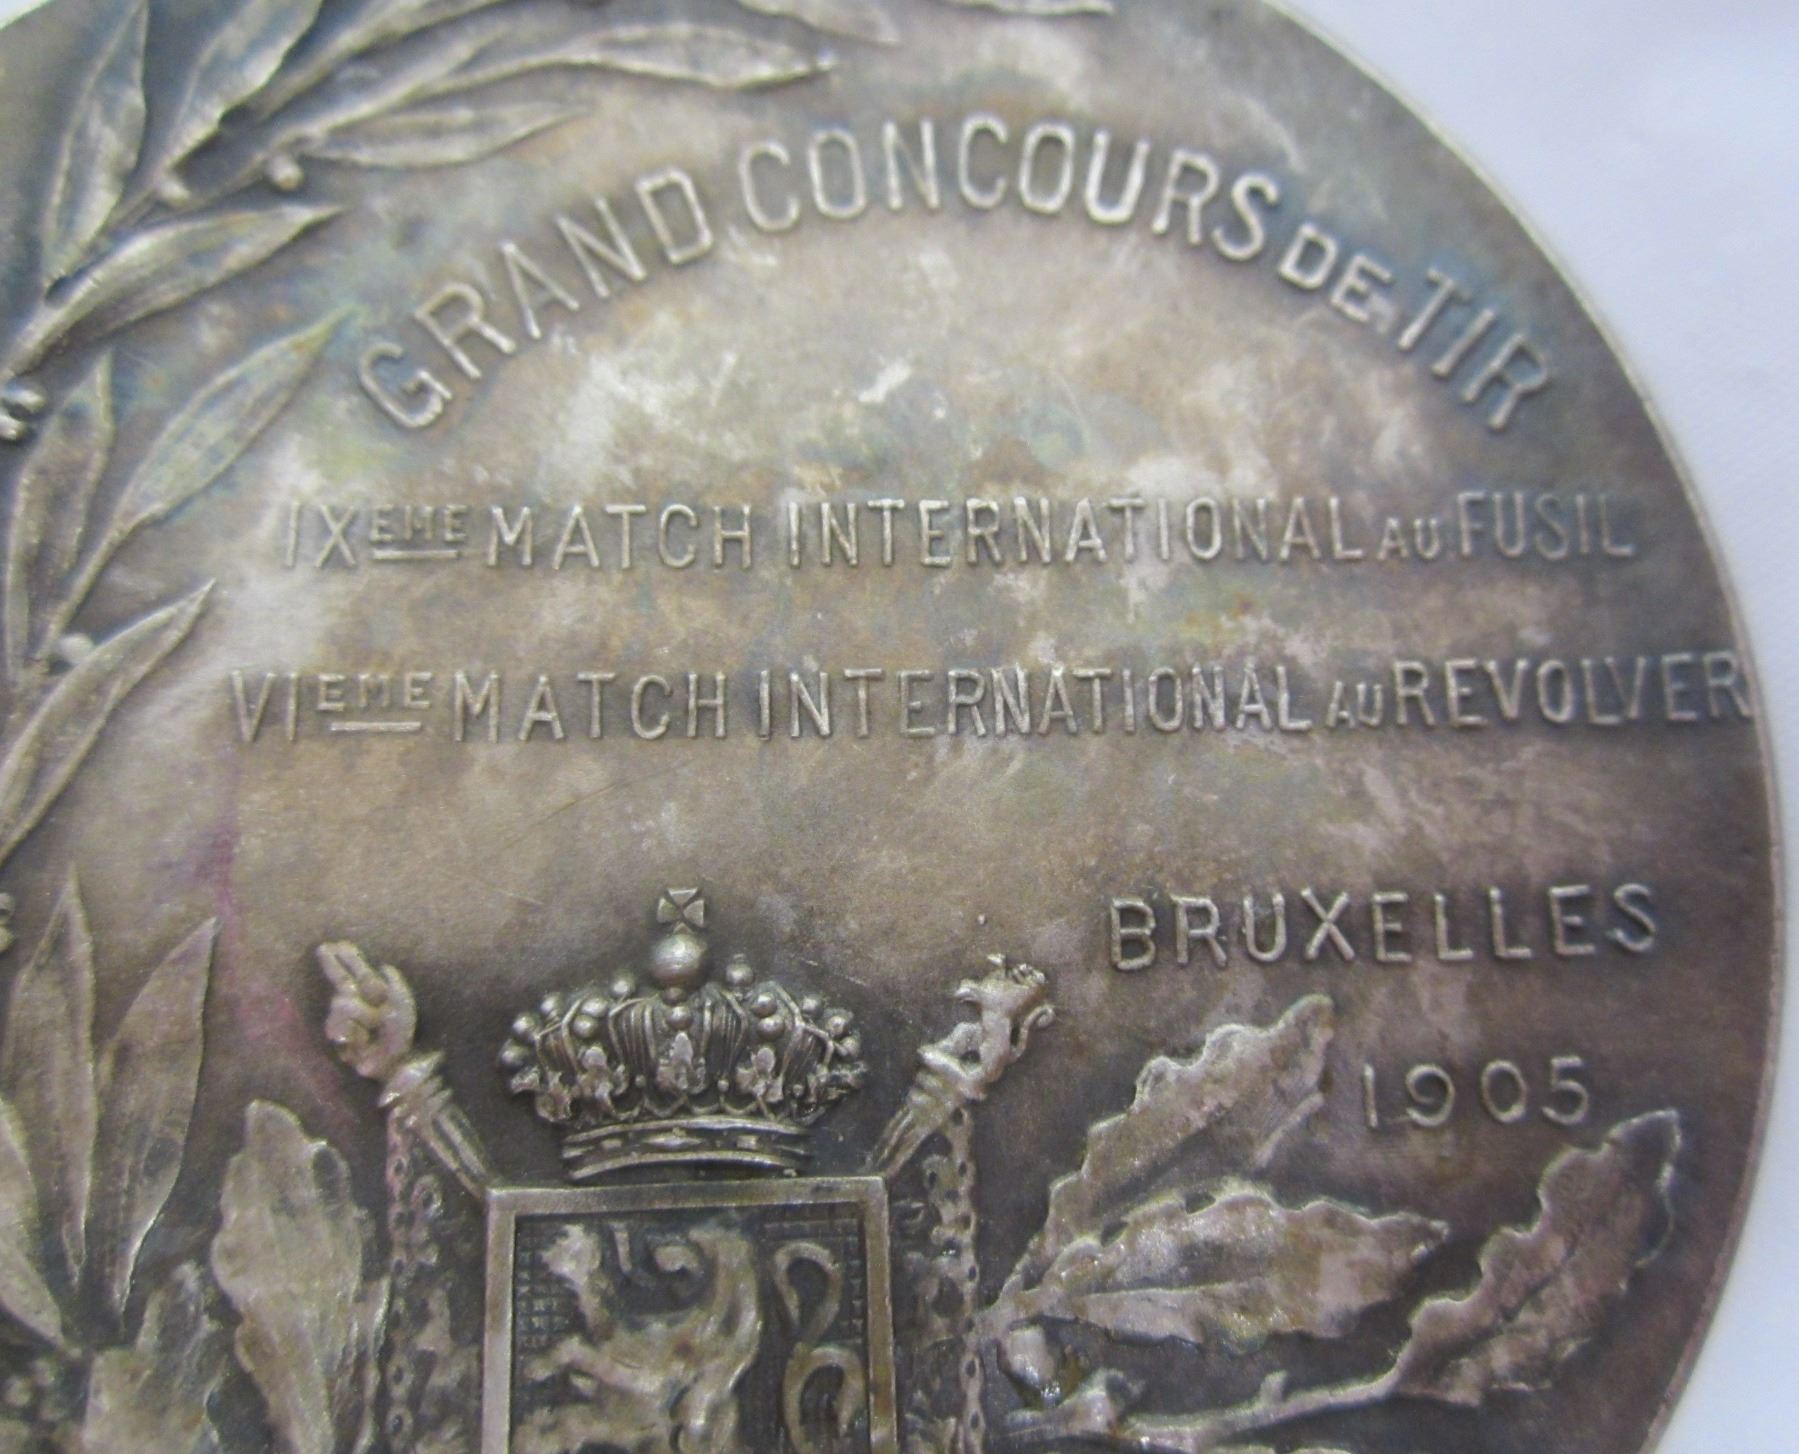 GRAND CONCOURS DE TIR
IXEME MATCH INTERNATIONAL AU FUSIL
VIEME MATCH INTERNATIONAL AU REVOLVER
BRUXELLES
1905